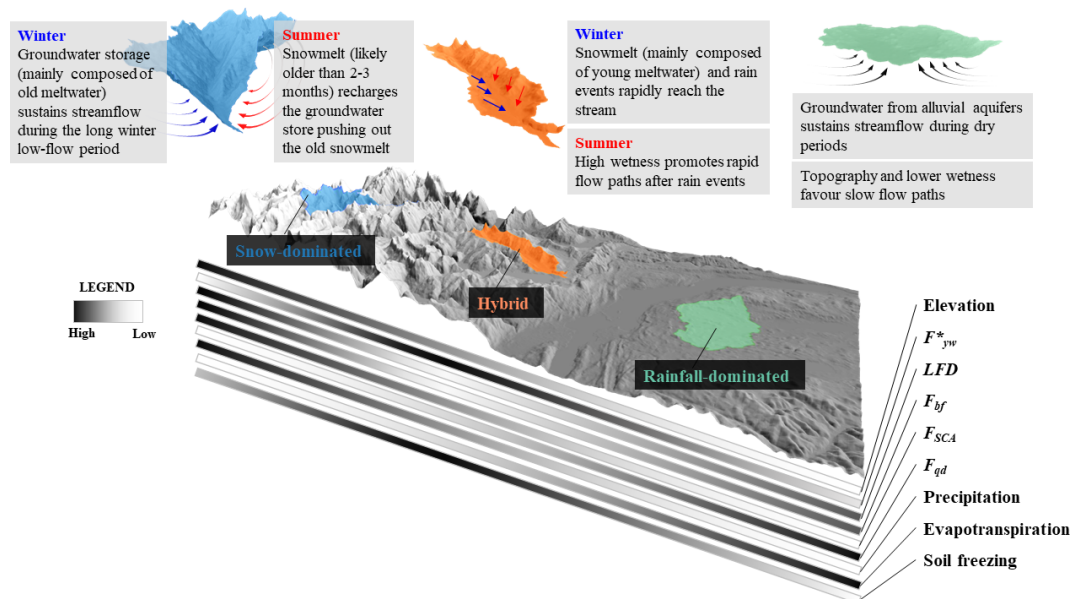 Winter
Groundwater storage
(mainly composed of
old meltwater)
sustains streamflow
during the long winter
low-flow period
Summer
Snowmelt (likely
older than 2-3
months) recharges
the groundwater
store pushing out
the old snowmelt
Winter
Snowmelt (mainly composed
of young meltwater) and rain
events rapidly reach the
stream
Summer
High wetness promotes rapid
flow paths after rain events
Groundwater from alluvial aquifers
sustains streamflow during dry
periods
Topography and lower wetness
favour slow flow paths
Snow-dominated
Hybrid
Rainfall-dominated
LEGEND
High Low
Elevation
F*yw
LFD
Fbf
FSCA
Fqd
Precipitation
Evapotranspiration
Soil freezing